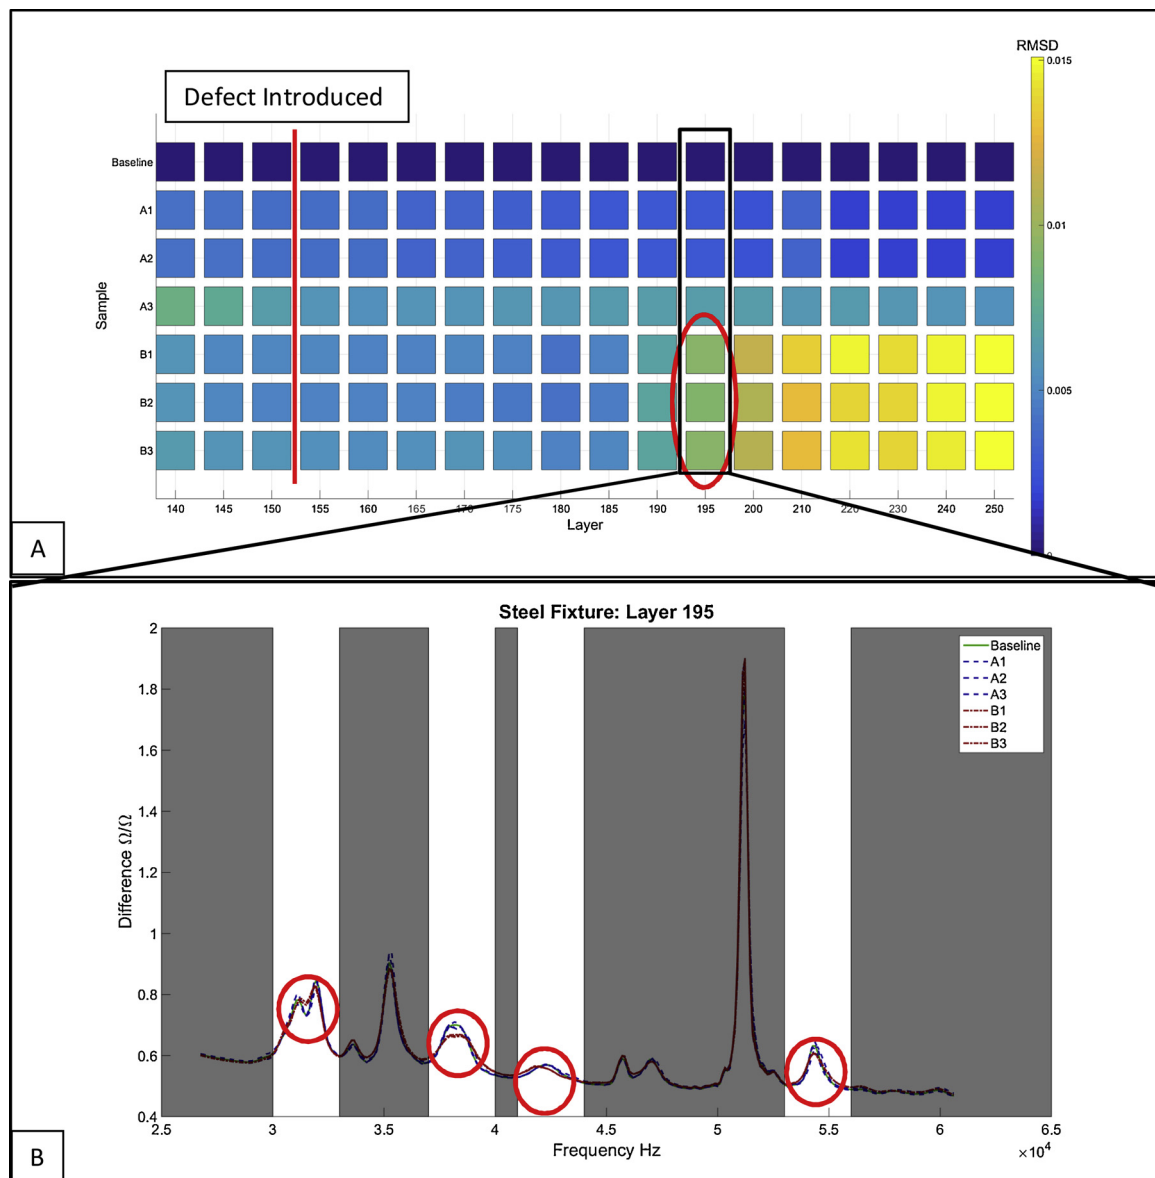 RMSD
0.015
Defect Introduced
Baseline
A1
A2
A3
B1
B2
B3
Sample
0.01
0.005
0
140 145 150 155 160 165 170 175 180 185 190 195 200 210 220 230 240 250
Layer
A
Steel Fixture: Layer 195
2
1.8
1.6
1.4
1.2
1
0.8
0.6
0.4
Difference Ω/Ω
Baseline
A1
A2
A3
B1
B2
B3
2.5 3 3.5 4 4.5 5 5.5 6 6.5
Frequency Hz
×10⁴
B